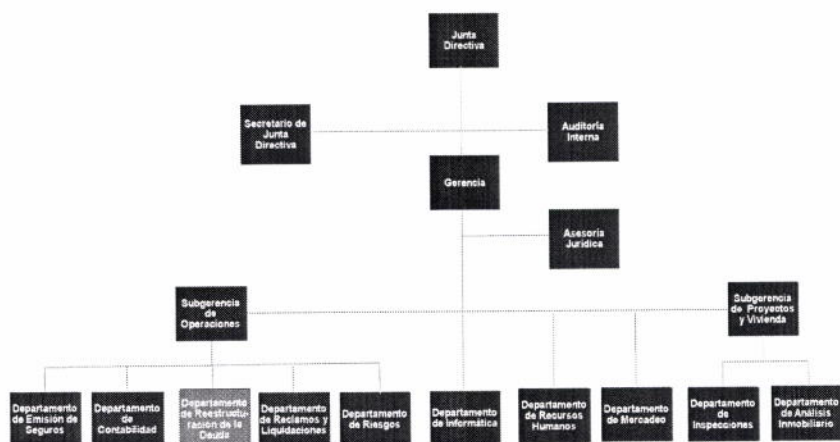 Junta
Directiva
Secretario de
Junta
Directiva
Auditoría
Interna
Gerencia
Asesoría
Jurídica
Subgerencia
de
Operaciones
Subgerencia
de Proyectos
y Vivienda
Departamento
de Emisión de
Seguros
Departamento
de
Contabilidad
Departamento
de Reestructu-
ración de la
Deuda
Departamento
de Reclamos y
Liquidaciones
Departamento
de Riesgos
Departamento
de Informática
Departamento
de Recursos
Humanos
Departamento
de Mercadeo
Departamento
de
Inspecciones
Departamento
de Análisis
Inmobiliario